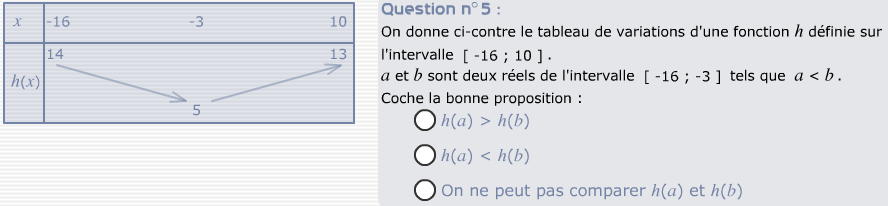 x -16 -3 10
h(x) 14 5 13
Question n°5 :
On donne ci-contre le tableau de variations d'une fonction h définie sur
l'intervalle [ -16 ; 10 ] .
a et b sont deux réels de l'intervalle [ -16 ; -3 ] tels que a < b .
Coche la bonne proposition :
h(a) > h(b)
h(a) < h(b)
On ne peut pas comparer h(a) et h(b)